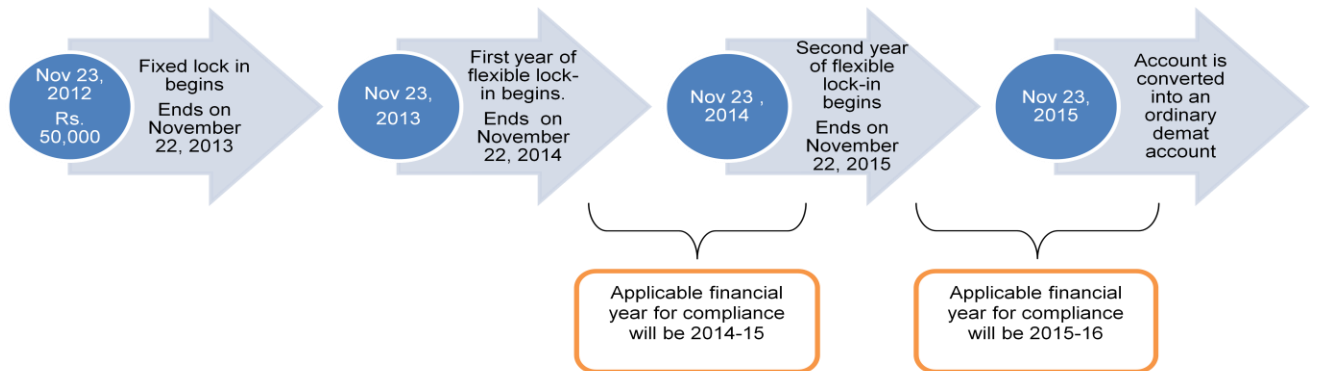 Nov 23,
2012
Rs.
50,000
Fixed lock in
begins
Ends on
November
22, 2013
Nov 23,
2013
First year of
flexible lock-
in begins.
Ends on
November
22, 2014
Nov 23 ,
2014
Second year
of flexible
lock-in
begins
Ends on
November
22, 2015
Nov 23,
2015
Account is
converted
into an
ordinary
demat
account
Applicable financial
year for compliance
will be 2014-15
Applicable financial
year for compliance
will be 2015-16